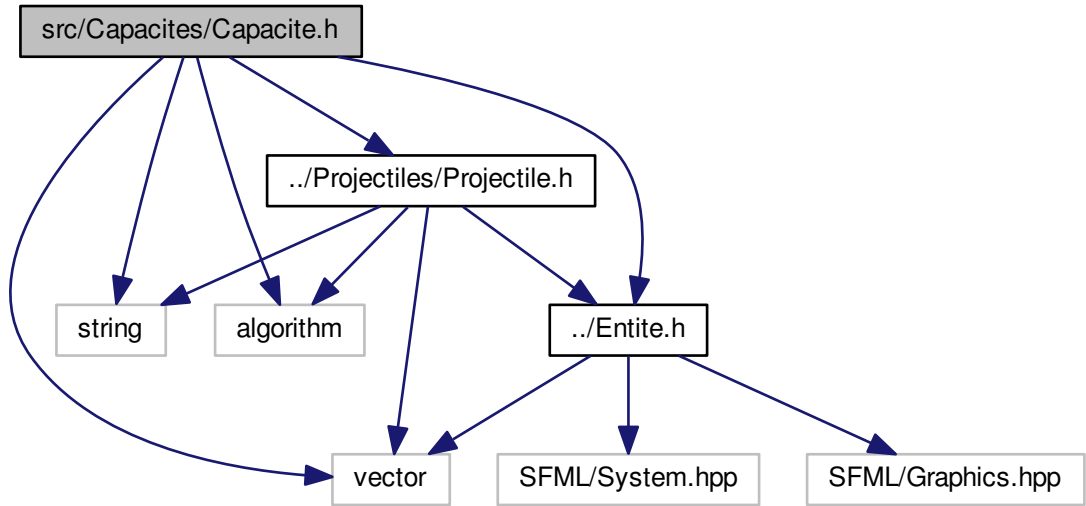 src/Capacites/Capacite.h
../Projectiles/Projectile.h
string
algorithm
../Entite.h
vector
SFML/System.hpp
SFML/Graphics.hpp